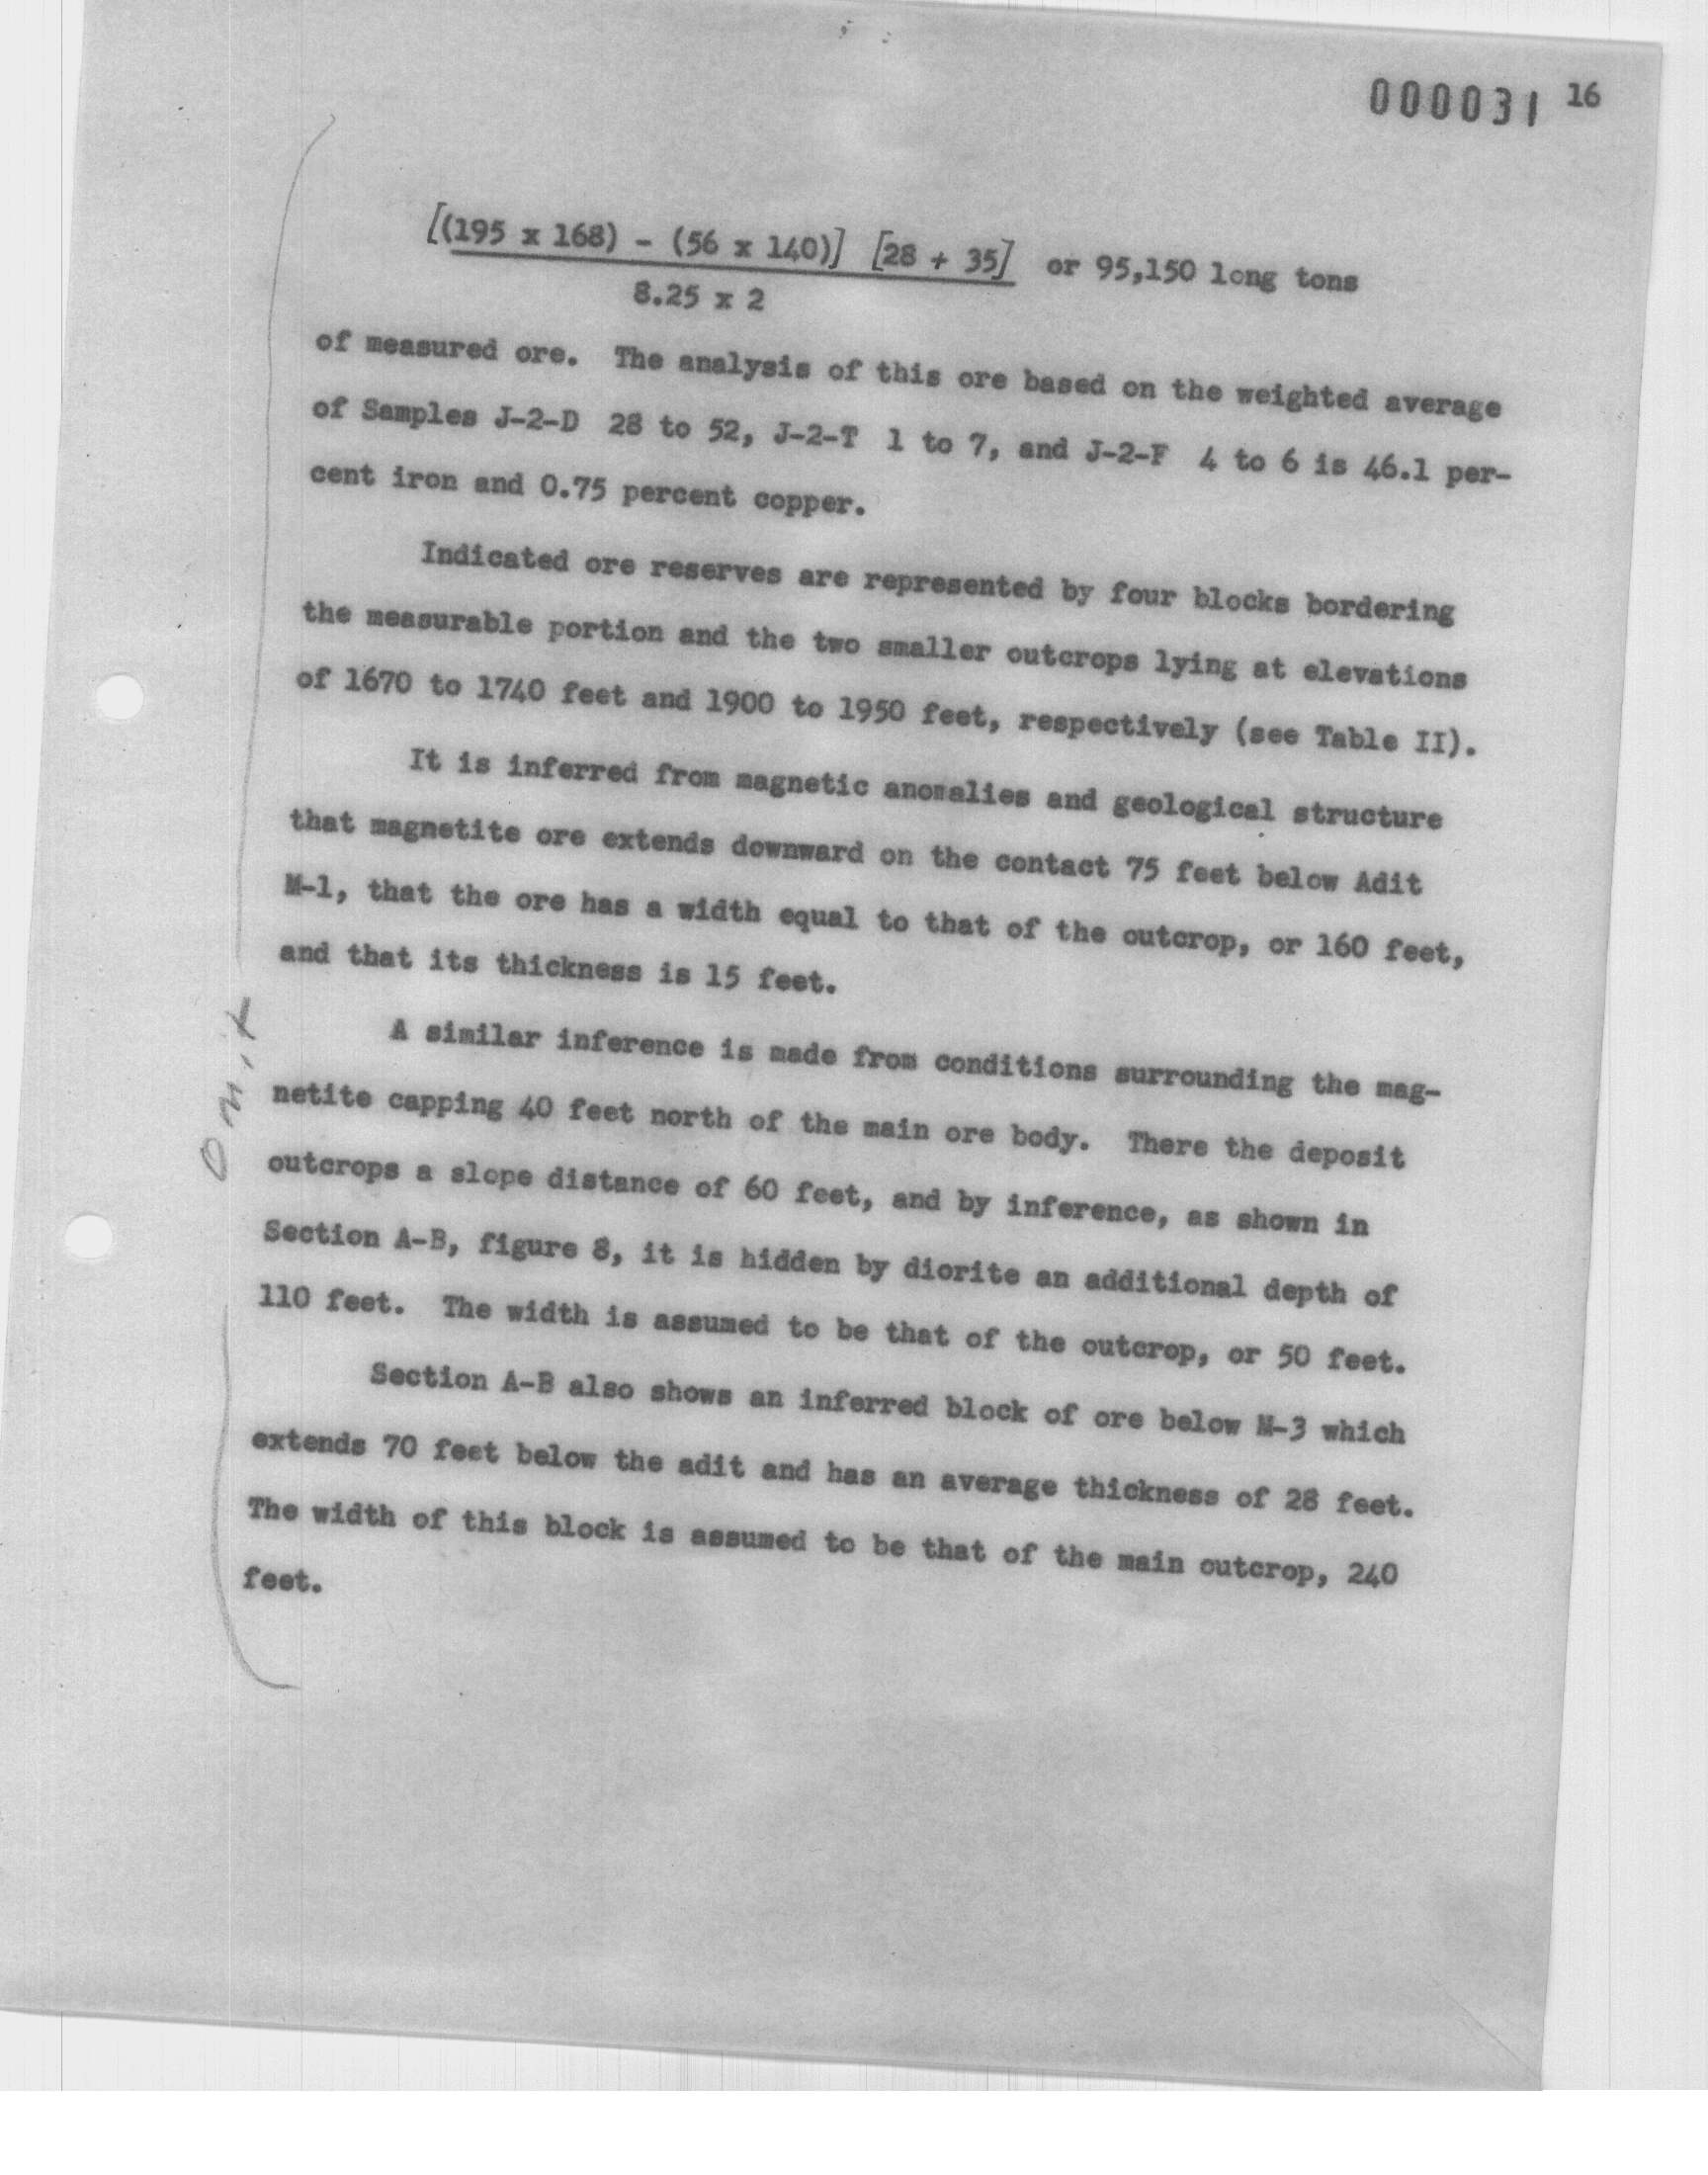 000031 16
[(195 x 168) - (56 x 140)] [28 + 35] or 95,150 long tons
8.25 x 2
of measured ore. The analysis of this ore based on the weighted average
of Samples J-2-D 28 to 52, J-2-T 1 to 7, and J-2-F 4 to 6 is 46.1 per-
cent iron and 0.75 percent copper.
Indicated ore reserves are represented by four blocks bordering
the measurable portion and the two smaller outcrops lying at elevations
of 1670 to 1740 feet and 1900 to 1950 feet, respectively (see Table II).
It is inferred from magnetic anomalies and geological structure
that magnetite ore extends downward on the contact 75 feet below Adit
M-1, that the ore has a width equal to that of the outcrop, or 160 feet,
and that its thickness is 15 feet.
A similar inference is made from conditions surrounding the mag-
netite capping 40 feet north of the main ore body. There the deposit
outcrops a slope distance of 60 feet, and by inference, as shown in
Section A-B, figure 8, it is hidden by diorite an additional depth of
110 feet. The width is assumed to be that of the outcrop, or 50 feet.
Section A-B also shows an inferred block of ore below M-3 which
extends 70 feet below the adit and has an average thickness of 28 feet.
The width of this block is assumed to be that of the main outcrop, 240
feet.
omit